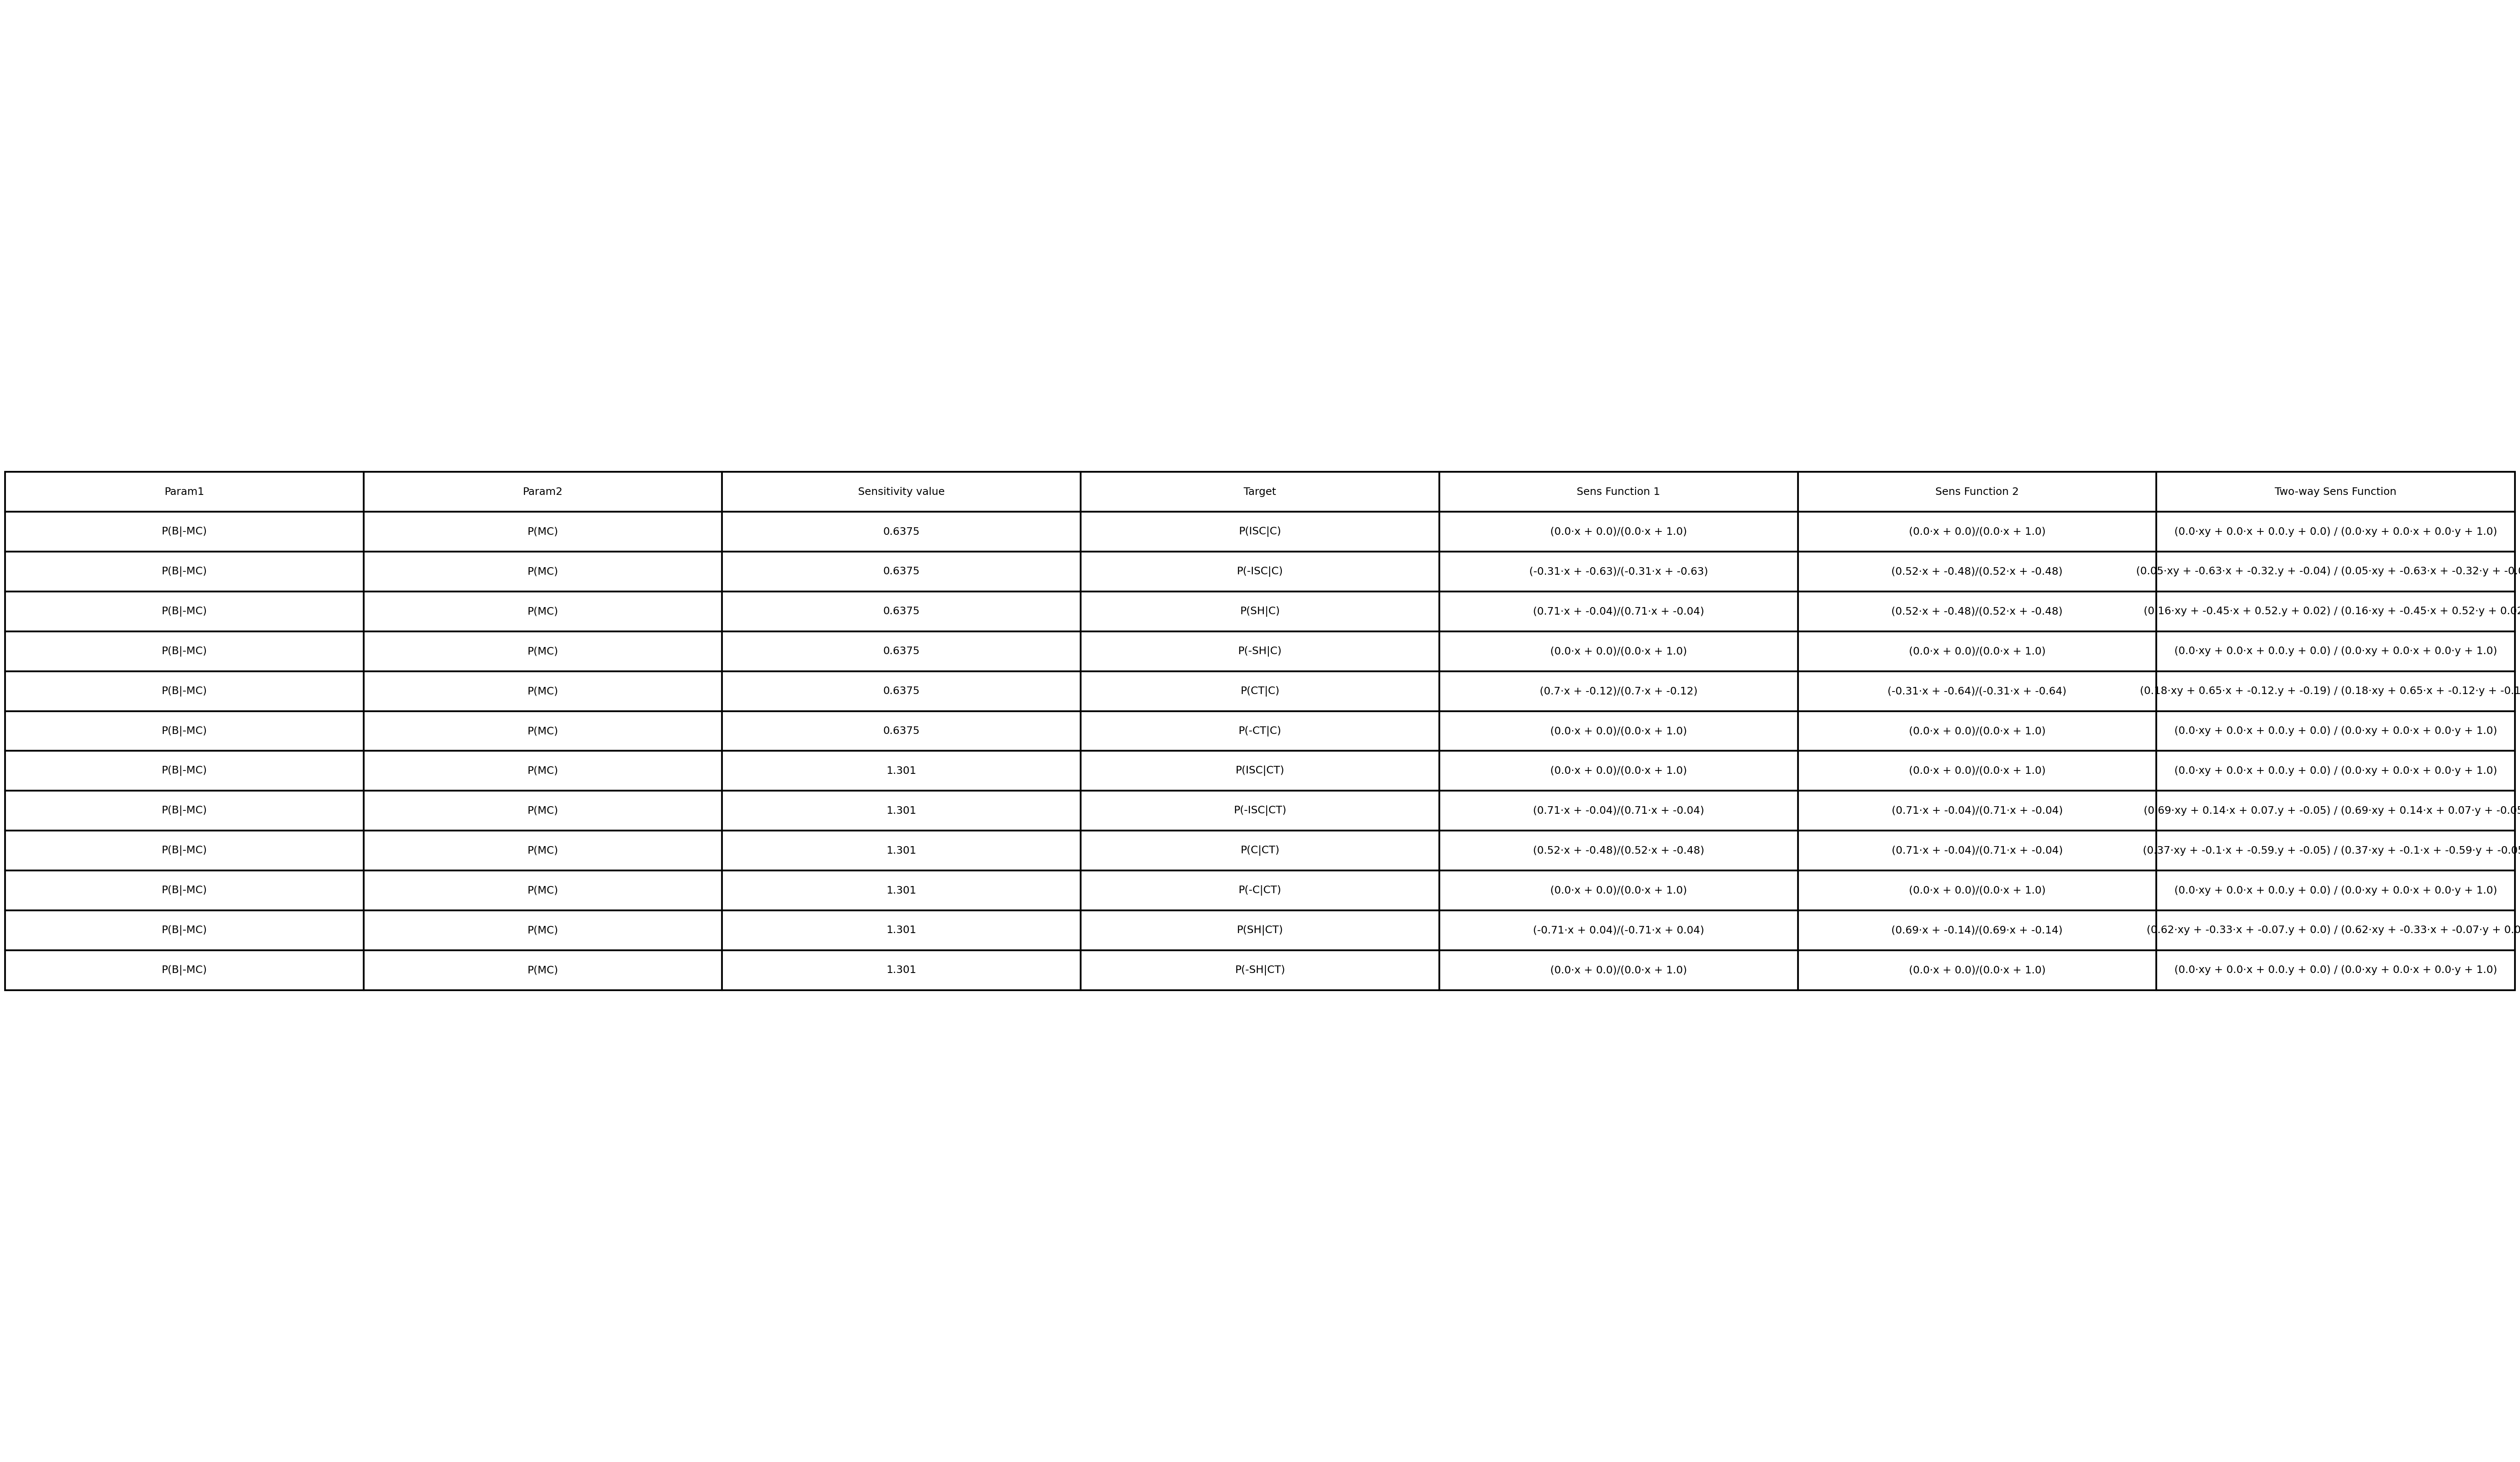 Param1 Param2 Sensitivity value Target Sens Function 1 Sens Function 2 Two-way Sens Function
P(B|-MC) P(MC) 0.6375 P(ISC|C) (0.0·x + 0.0)/(0.0·x + 1.0) (0.0·x + 0.0)/(0.0·x + 1.0) (0.0·xy + 0.0·x + 0.0.y + 0.0) / (0.0·xy + 0.0·x + 0.0·y + 1.0)
P(B|-MC) P(MC) 0.6375 P(-ISC|C) (-0.31·x + -0.63)/(-0.31·x + -0.63) (0.52·x + -0.48)/(0.52·x + -0.48) (0.05·xy + -0.63·x + -0.32.y + -0.04) / (0.05·xy + -0.63·x + -0.32·y +
P(B|-MC) P(MC) 0.6375 P(SH|C) (0.71·x + -0.04)/(0.71·x + -0.04) (0.52·x + -0.48)/(0.52·x + -0.48) (0.16·xy + -0.45·x + 0.52.y + 0.02) / (0.16·xy + -0.45·x + 0.52·y + 0.02
P(B|-MC) P(MC) 0.6375 P(-SH|C) (0.0·x + 0.0)/(0.0·x + 1.0) (0.0·x + 0.0)/(0.0·x + 1.0) (0.0·xy + 0.0·x + 0.0.y + 0.0) / (0.0·xy + 0.0·x + 0.0·y + 1.0)
P(B|-MC) P(MC) 0.6375 P(CT|C) (0.7·x + -0.12)/(0.7·x + -0.12) (-0.31·x + -0.64)/(-0.31·x + -0.64) (0.18·xy + 0.65·x + -0.12.y + -0.19) / (0.18·xy + 0.65·x + -0.12·y + -0.1
P(B|-MC) P(MC) 0.6375 P(-CT|C) (0.0·x + 0.0)/(0.0·x + 1.0) (0.0·x + 0.0)/(0.0·x + 1.0) (0.0·xy + 0.0·x + 0.0.y + 0.0) / (0.0·xy + 0.0·x + 0.0·y + 1.0)
P(B|-MC) P(MC) 1.301 P(ISC|CT) (0.0·x + 0.0)/(0.0·x + 1.0) (0.0·x + 0.0)/(0.0·x + 1.0) (0.0·xy + 0.0·x + 0.0.y + 0.0) / (0.0·xy + 0.0·x + 0.0·y + 1.0)
P(B|-MC) P(MC) 1.301 P(-ISC|CT) (0.71·x + -0.04)/(0.71·x + -0.04) (0.71·x + -0.04)/(0.71·x + -0.04) (0.69·xy + 0.14·x + 0.07.y + -0.05) / (0.69·xy + 0.14·x + 0.07·y + -0.05
P(B|-MC) P(MC) 1.301 P(C|CT) (0.52·x + -0.48)/(0.52·x + -0.48) (0.71·x + -0.04)/(0.71·x + -0.04) (0.37·xy + -0.1·x + -0.59.y + -0.05) / (0.37·xy + -0.1·x + -0.59·y + -0.05
P(B|-MC) P(MC) 1.301 P(-C|CT) (0.0·x + 0.0)/(0.0·x + 1.0) (0.0·x + 0.0)/(0.0·x + 1.0) (0.0·xy + 0.0·x + 0.0.y + 0.0) / (0.0·xy + 0.0·x + 0.0·y + 1.0)
P(B|-MC) P(MC) 1.301 P(SH|CT) (-0.71·x + 0.04)/(-0.71·x + 0.04) (0.69·x + -0.14)/(0.69·x + -0.14) (0.62·xy + -0.33·x + -0.07.y + 0.0) / (0.62·xy + -0.33·x + -0.07·y + 0.0
P(B|-MC) P(MC) 1.301 P(-SH|CT) (0.0·x + 0.0)/(0.0·x + 1.0) (0.0·x + 0.0)/(0.0·x + 1.0) (0.0·xy + 0.0·x + 0.0.y + 0.0) / (0.0·xy + 0.0·x + 0.0·y + 1.0)